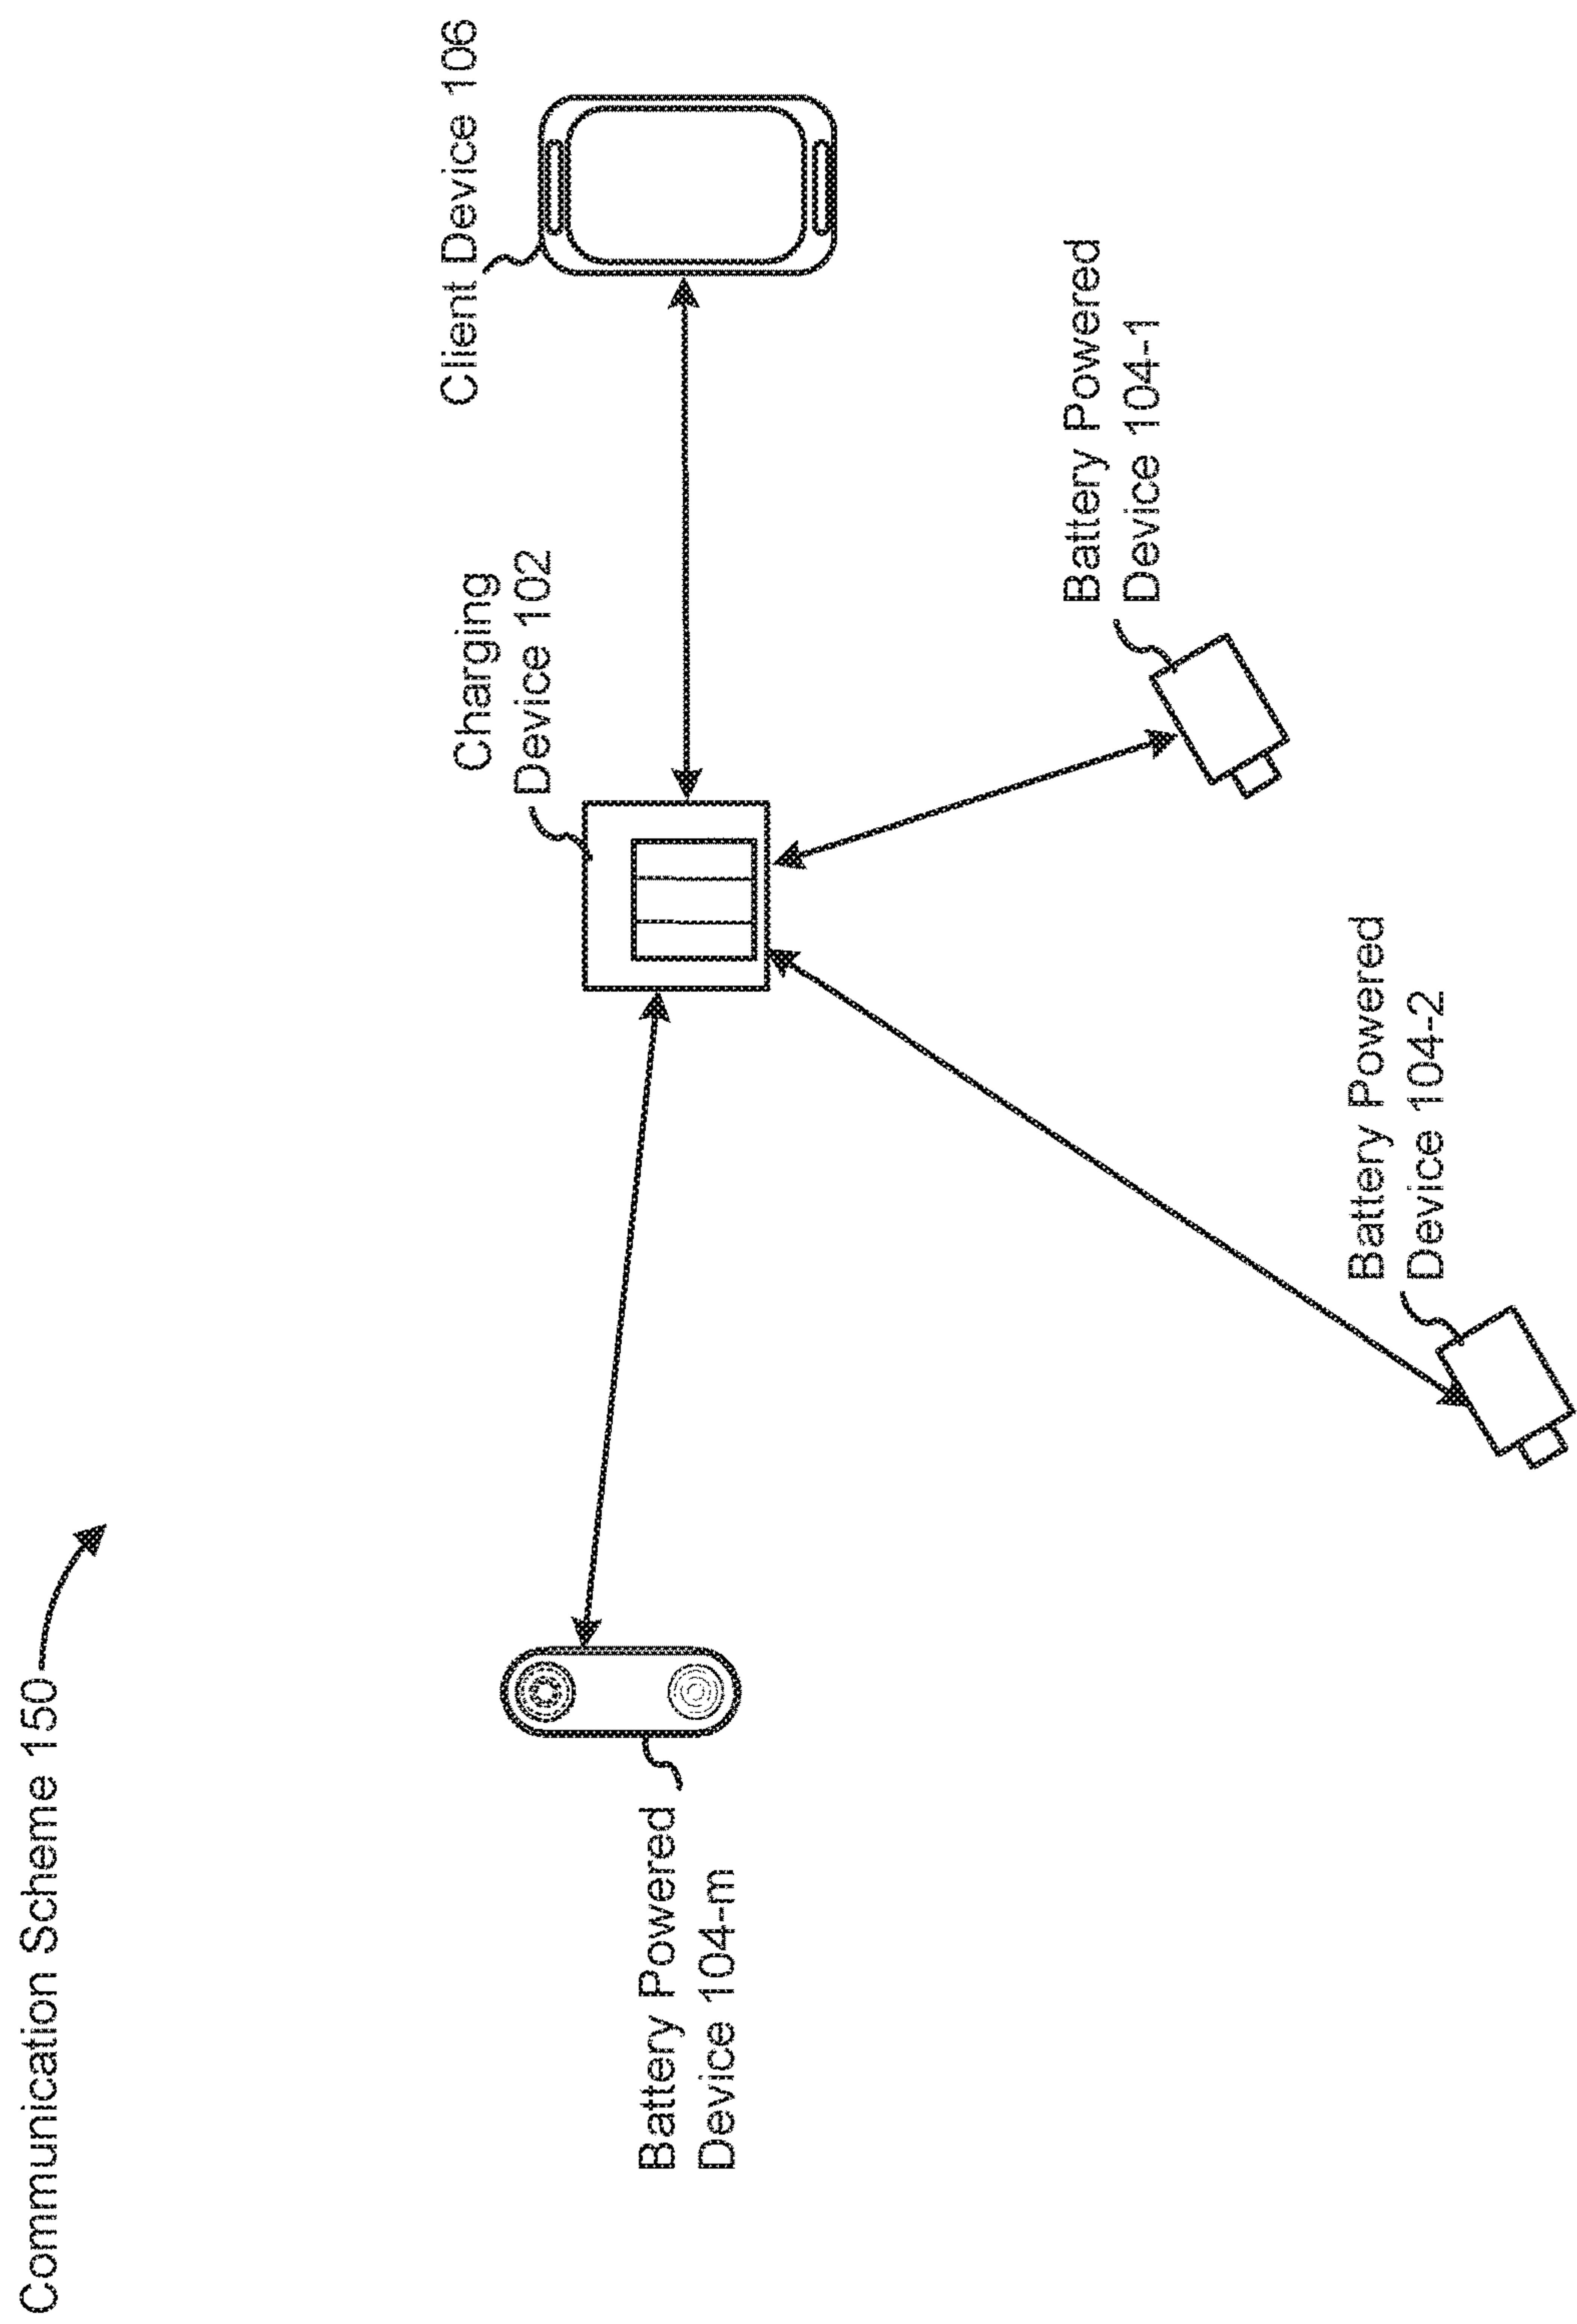 Communication Scheme 150
Client Device 106
Charging
Device 102
Battery Powered
Device 104-m
Battery Powered
Device 104-1
Battery Powered
Device 104-2